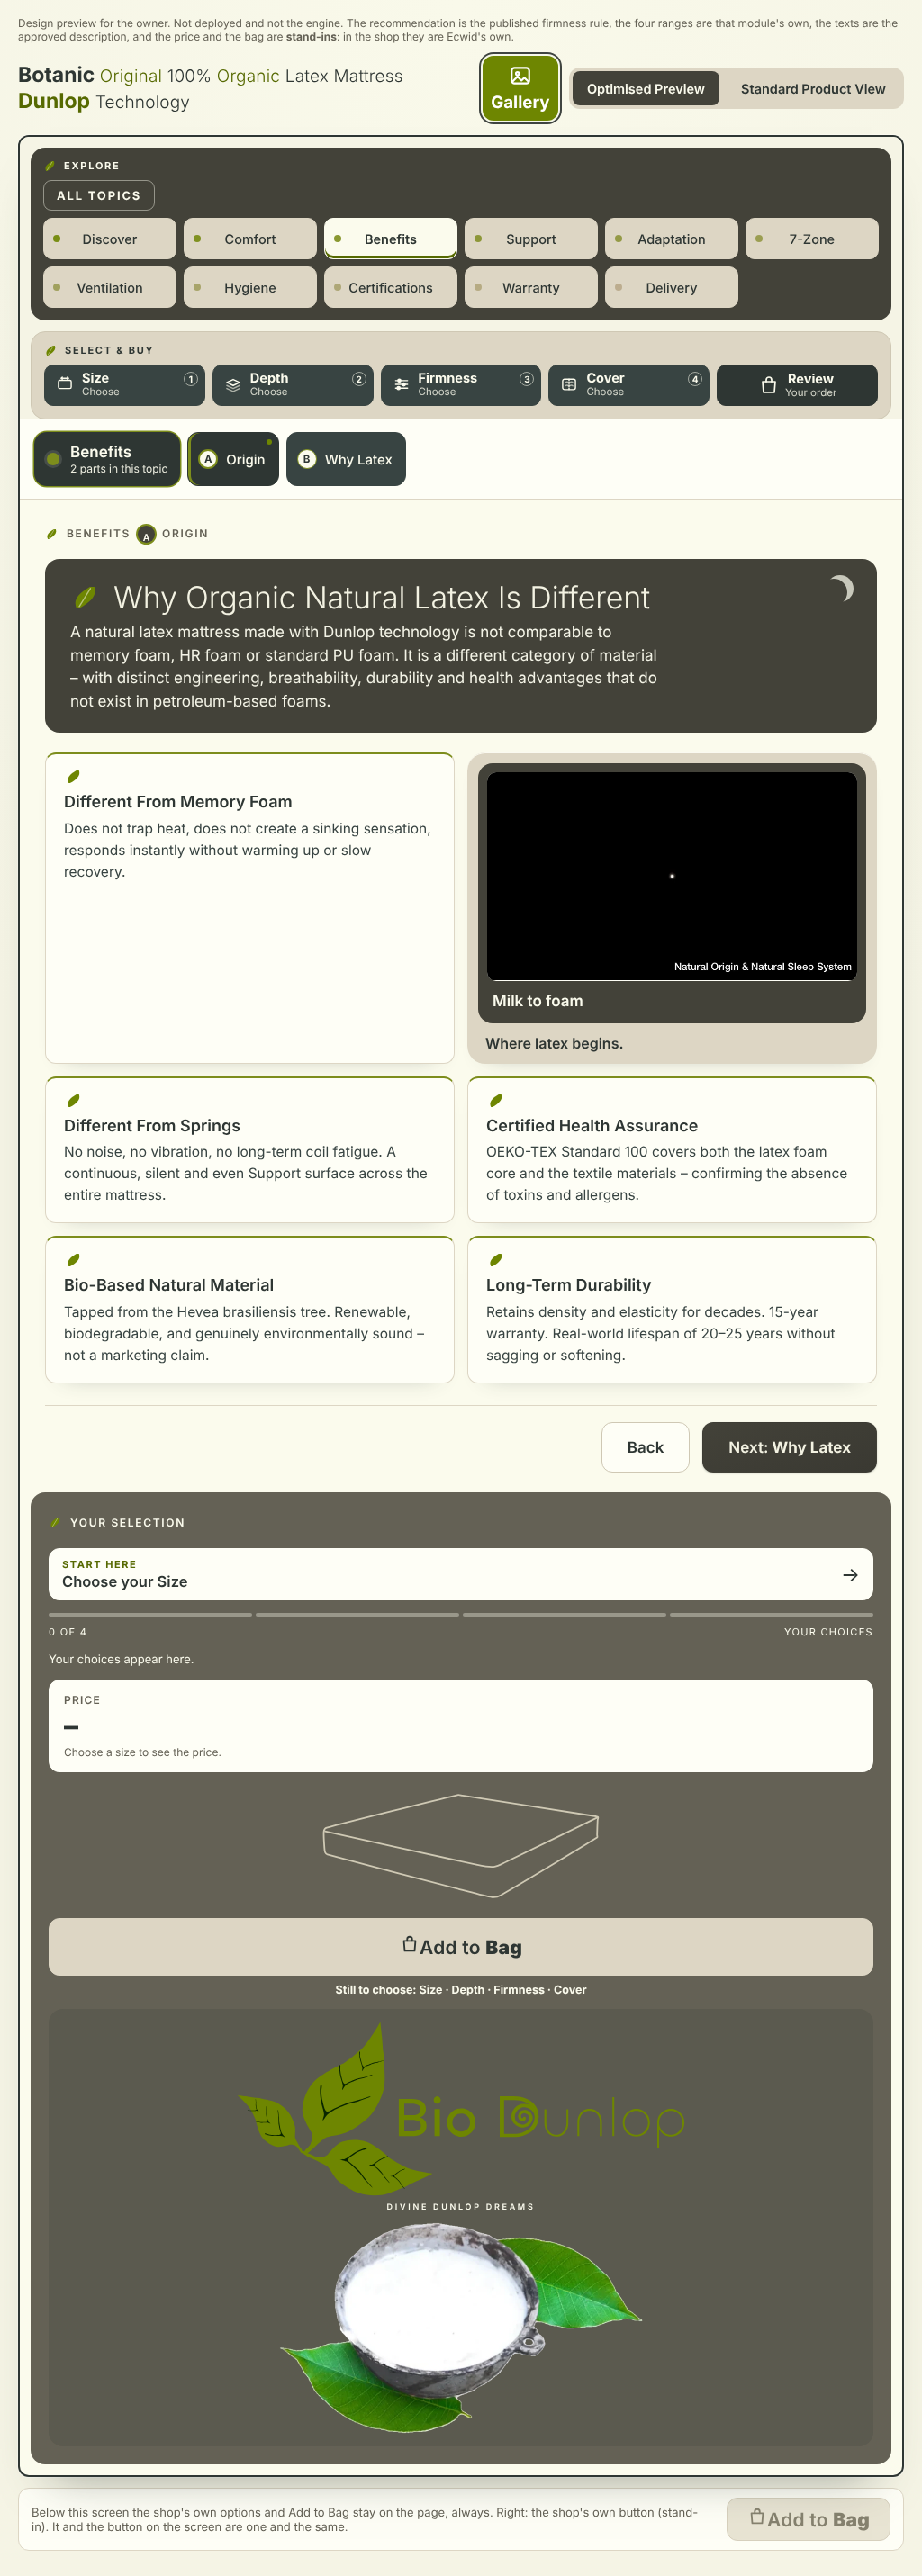 Design preview for the owner. Not deployed and not the engine. The recommendation is the published firmness rule, the four ranges are that module's own, the texts are the
approved description, and the price and the bag are stand-ins: in the shop they are Ecwid's own.
Botanic Original 100% Organic Latex Mattress
Dunlop Technology
Gallery
Optimised Preview
Standard Product View
EXPLORE
ALL TOPICS
Discover
Comfort
Benefits
Support
Adaptation
7-Zone
Ventilation
Hygiene
Certifications
Warranty
Delivery
SELECT & BUY
Size
Choose
1
Depth
Choose
2
Firmness
Choose
3
Cover
Choose
4
Review
Your order
Benefits
2 parts in this topic
A Origin
B Why Latex
BENEFITS A ORIGIN
Why Organic Natural Latex Is Different
A natural latex mattress made with Dunlop technology is not comparable to
memory foam, HR foam or standard PU foam. It is a different category of material
– with distinct engineering, breathability, durability and health advantages that do
not exist in petroleum-based foams.
Different From Memory Foam
Does not trap heat, does not create a sinking sensation,
responds instantly without warming up or slow
recovery.
Natural Origin & Natural Sleep System
Milk to foam
Where latex begins.
Different From Springs
No noise, no vibration, no long-term coil fatigue. A
continuous, silent and even Support surface across the
entire mattress.
Certified Health Assurance
OEKO-TEX Standard 100 covers both the latex foam
core and the textile materials – confirming the absence
of toxins and allergens.
Bio-Based Natural Material
Tapped from the Hevea brasiliensis tree. Renewable,
biodegradable, and genuinely environmentally sound –
not a marketing claim.
Long-Term Durability
Retains density and elasticity for decades. 15-year
warranty. Real-world lifespan of 20–25 years without
sagging or softening.
Back
Next: Why Latex
YOUR SELECTION
START HERE
Choose your Size
0 OF 4
YOUR CHOICES
Your choices appear here.
PRICE
–
Choose a size to see the price.
Add to Bag
Still to choose: Size · Depth · Firmness · Cover
Bio Dunlop
DIVINE DUNLOP DREAMS
Below this screen the shop's own options and Add to Bag stay on the page, always. Right: the shop's own button (stand-
in). It and the button on the screen are one and the same.
Add to Bag